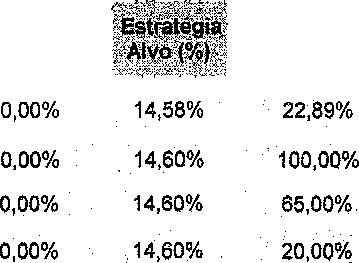 Estratégia
Alvo (%)
0,00% 14,58% 22,89%
0,00% 14,60% 100,00%
0,00% 14,60% 65,00%
0,00% 14,60% 20,00%